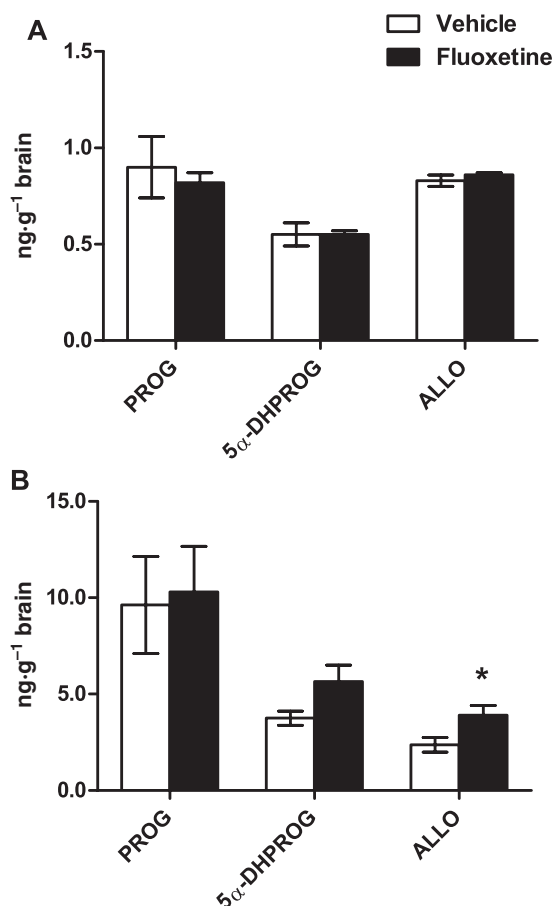 A
Vehicle
Fluoxetine
1.5
1.0
0.5
0.0
ng·g⁻¹ brain
PROG
5α-DHPROG
ALLO
B
15.0
10.0
5.0
0.0
ng·g⁻¹ brain
*
PROG
5α-DHPROG
ALLO